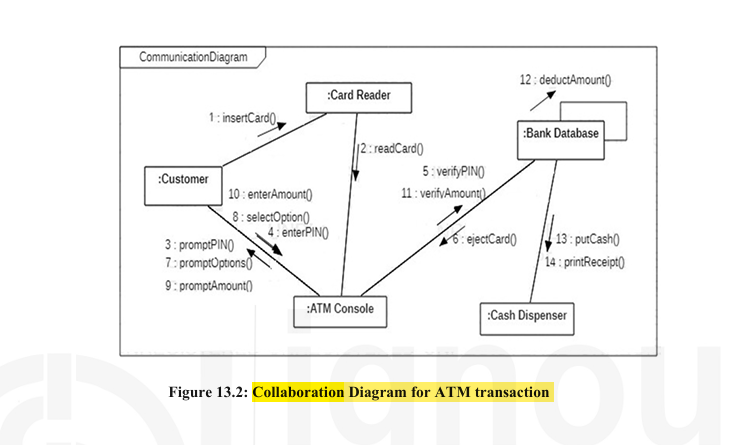 CommunicationDiagram
12 : deductAmount()
:Card Reader
1 : insertCard()
:Bank Database
2 : readCard()
5 : verifyPIN()
:Customer
10 : enterAmount()
11 : verifyAmount()
8 : selectOption()
4 : enterPIN()
6 : ejectCard()
13 : putCash()
3 : promptPIN()
7 : promptOptions()
14 : printReceipt()
9 : promptAmount()
:ATM Console
:Cash Dispenser
ignou
Figure 13.2: Collaboration Diagram for ATM transaction